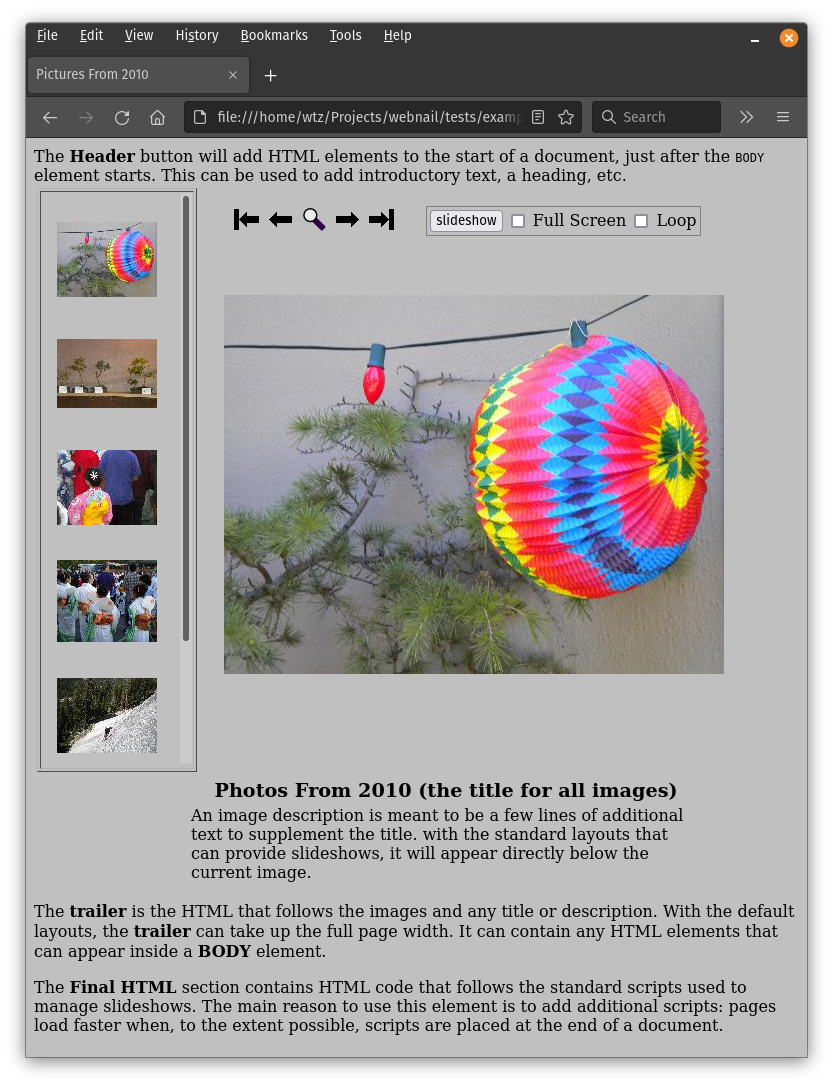 File Edit View History Bookmarks Tools Help
Pictures From 2010
file:///home/wtz/Projects/webnail/tests/examp
Search
The Header button will add HTML elements to the start of a document, just after the BODY
element starts. This can be used to add introductory text, a heading, etc.
slideshow Full Screen Loop
Photos From 2010 (the title for all images)
An image description is meant to be a few lines of additional
text to supplement the title. with the standard layouts that
can provide slideshows, it will appear directly below the
current image.
The trailer is the HTML that follows the images and any title or description. With the default
layouts, the trailer can take up the full page width. It can contain any HTML elements that
can appear inside a BODY element.
The Final HTML section contains HTML code that follows the standard scripts used to
manage slideshows. The main reason to use this element is to add additional scripts: pages
load faster when, to the extent possible, scripts are placed at the end of a document.